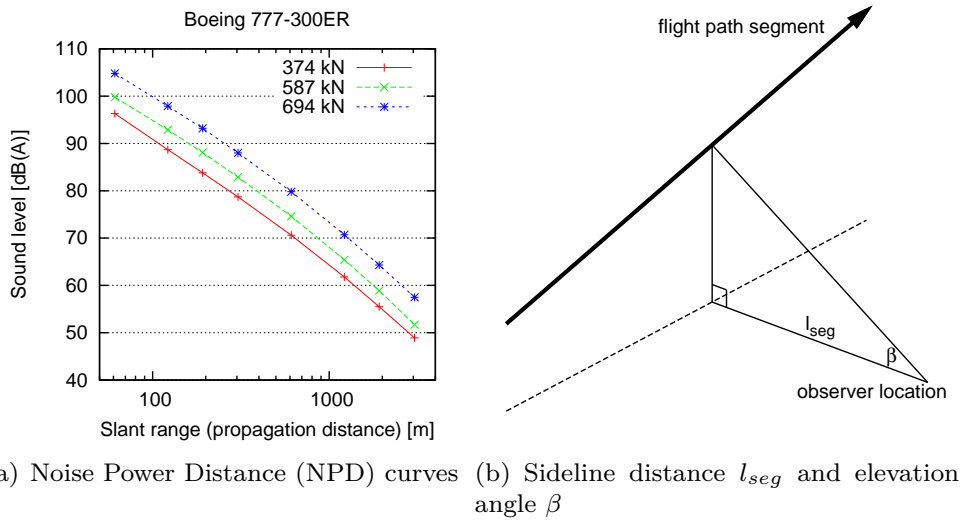 Boeing 777-300ER
110
100
90
80
70
60
50
40
Sound level [dB(A)]
374 kN
587 kN
694 kN
100
1000
Slant range (propagation distance) [m]
flight path segment
l_seg
β
observer location
a) Noise Power Distance (NPD) curves
(b) Sideline distance l_seg and elevation
angle β